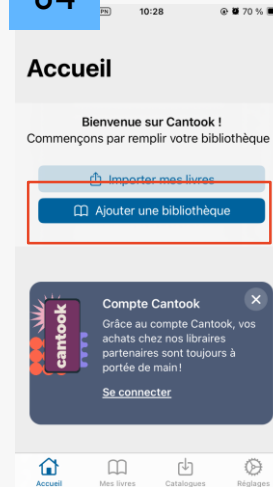 04
10:28
70 %
Accueil
Bienvenue sur Cantook !
Commençons par remplir votre bibliothèque
Importer mes livres
Ajouter une bibliothèque
cantook
Compte Cantook
Grâce au compte Cantook, vos
achats chez nos libraires
partenaires sont toujours à
portée de main !
Se connecter
Accueil Mes livres Catalogues Réglages